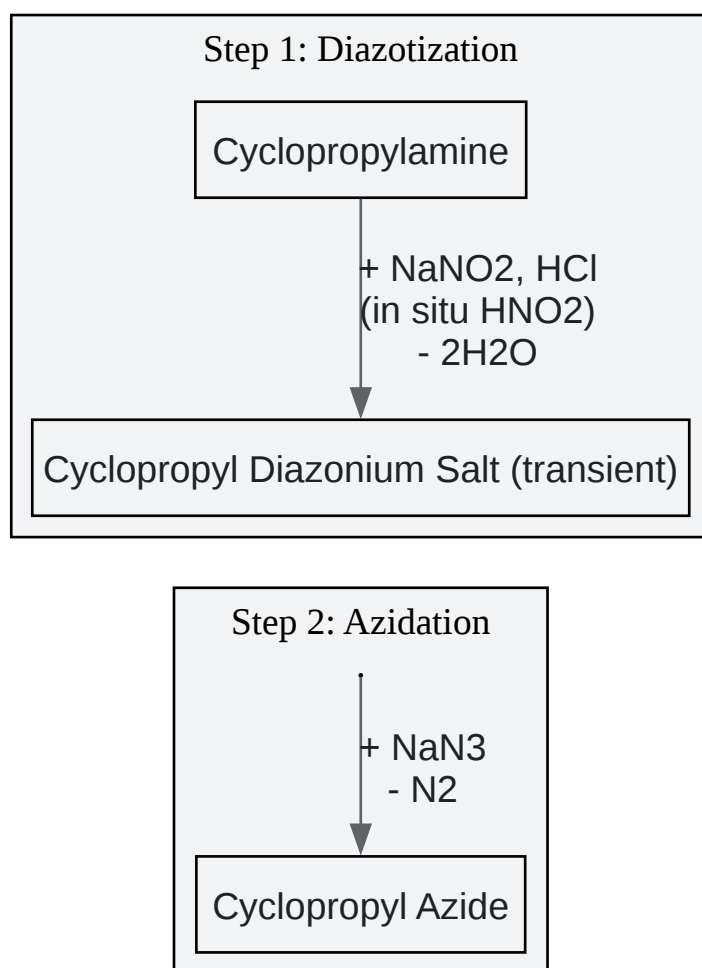 Step 1: Diazotization
Cyclopropylamine
+ NaNO2, HCl
(in situ HNO2)
- 2H2O
Cyclopropyl Diazonium Salt (transient)
Step 2: Azidation
+ NaN3
- N2
Cyclopropyl Azide